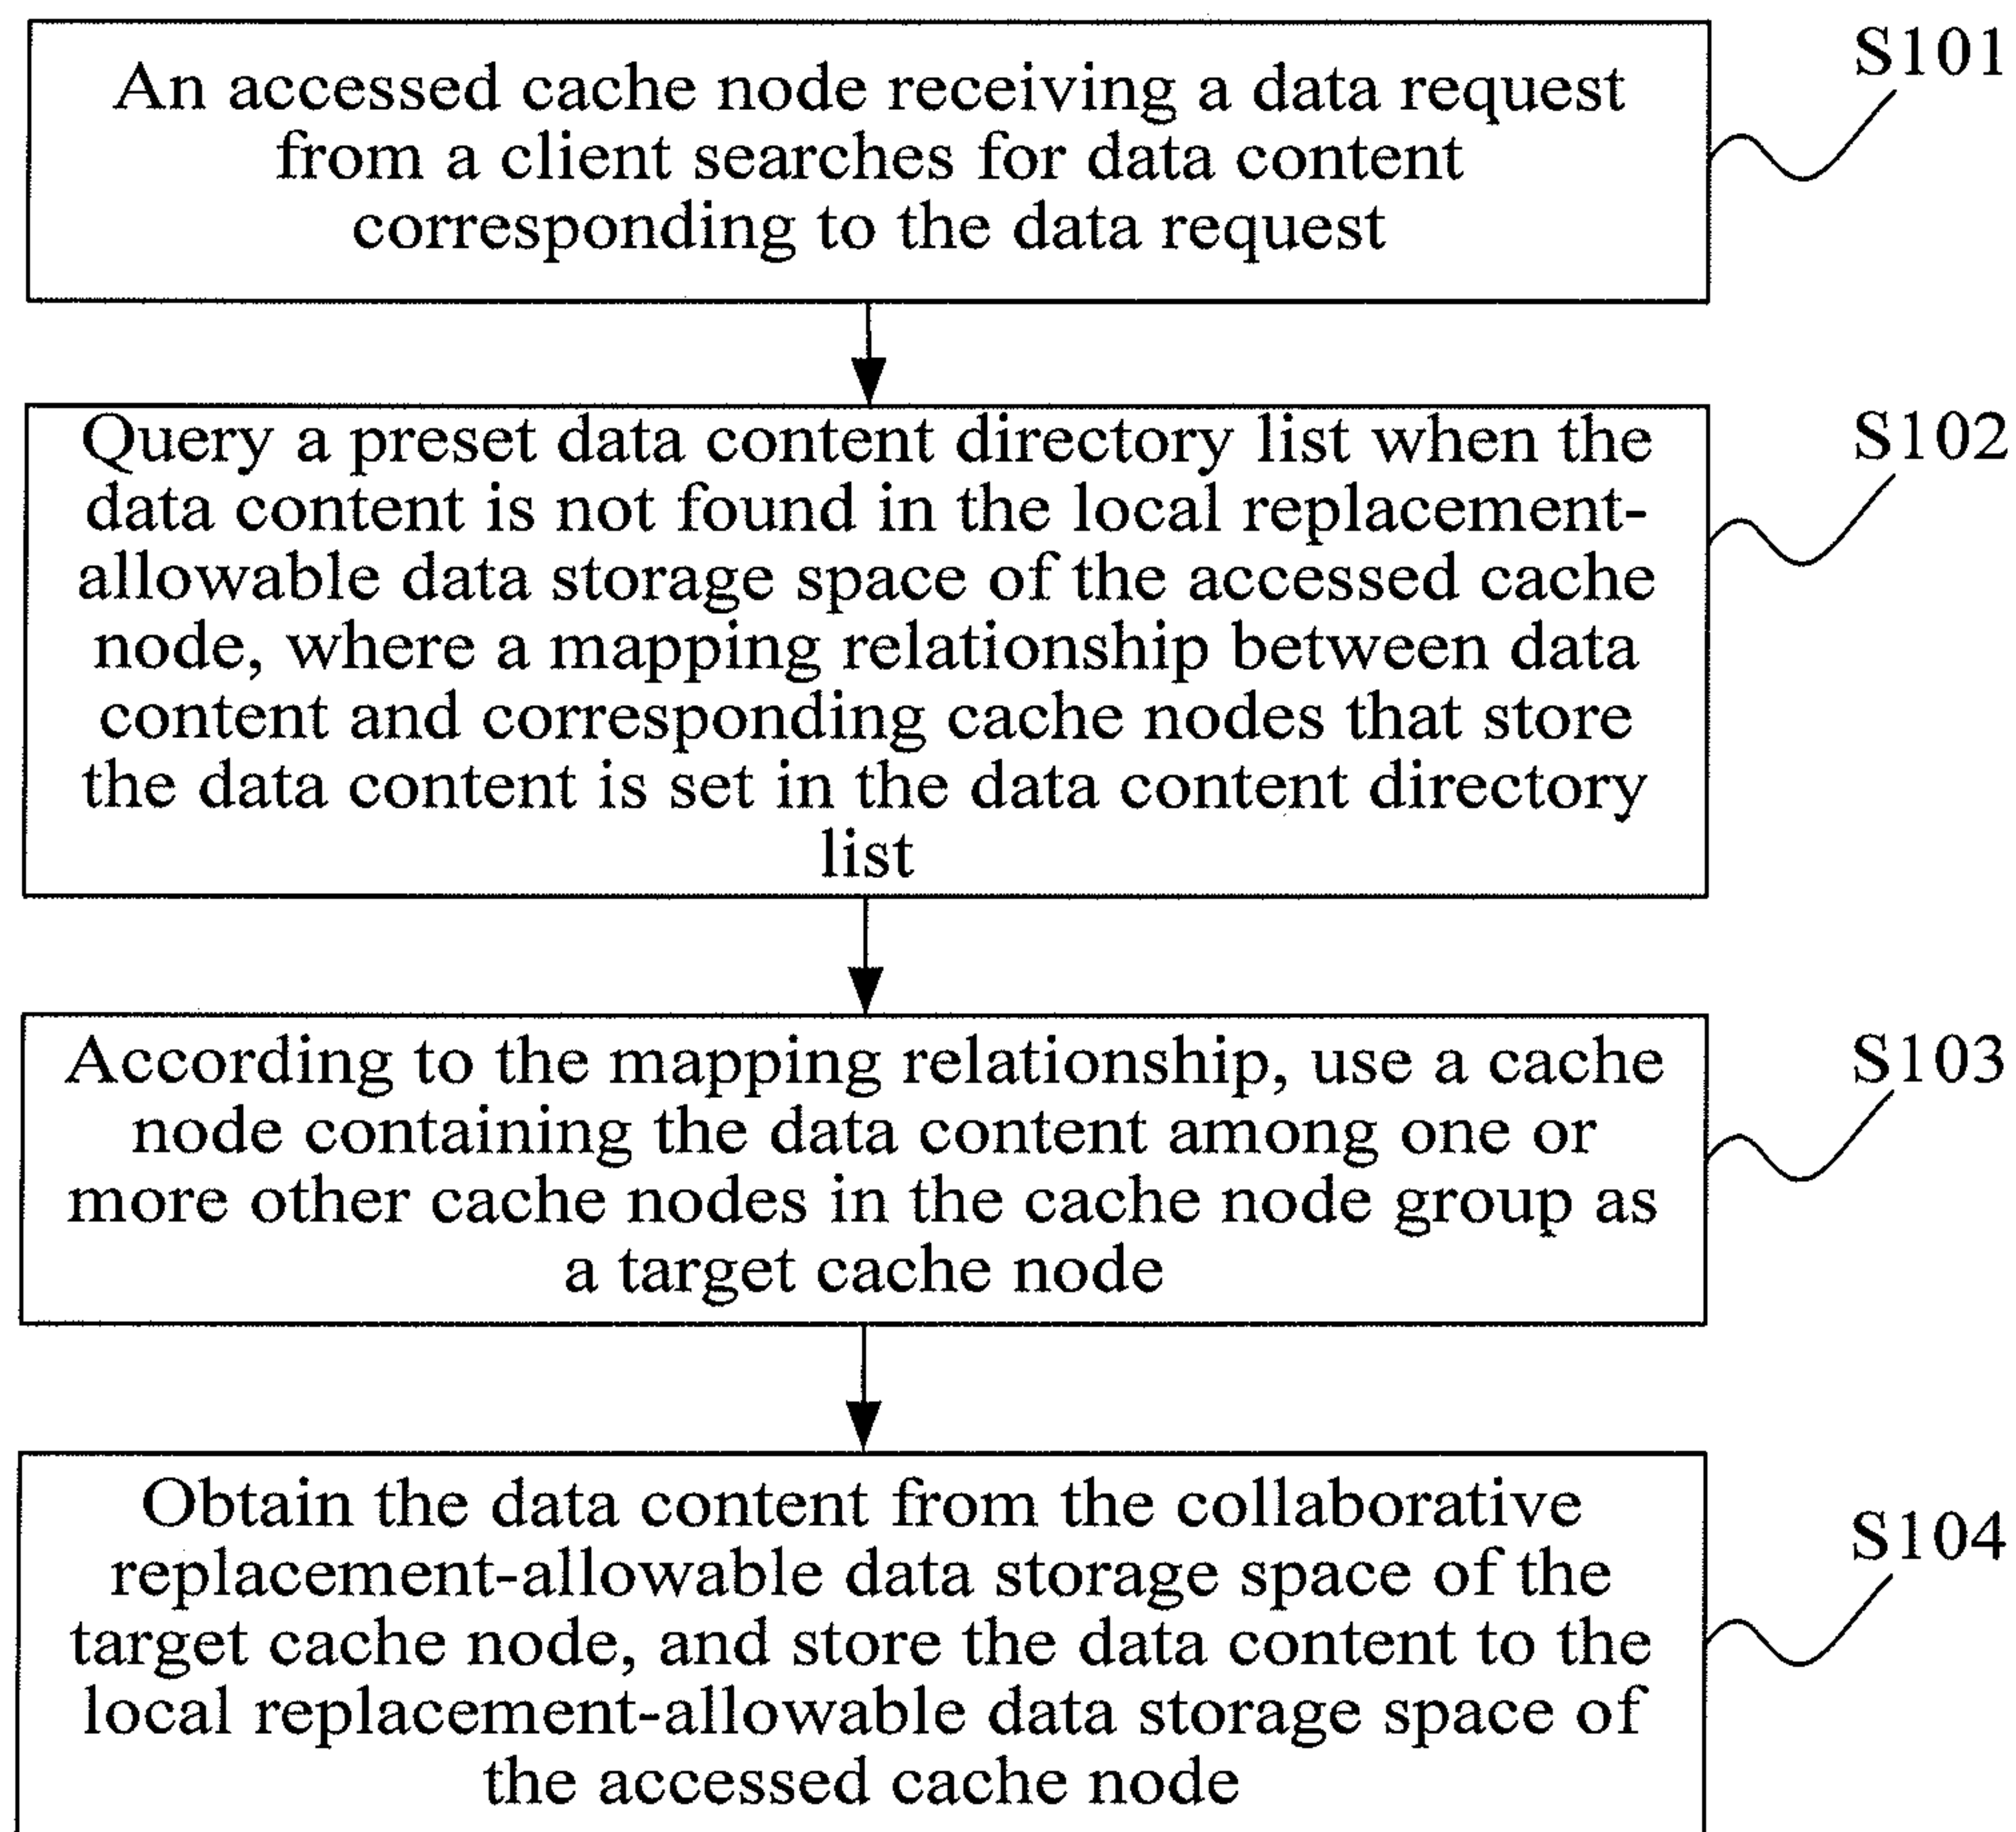 An accessed cache node receiving a data request
from a client searches for data content
corresponding to the data request
S101
Query a preset data content directory list when the
data content is not found in the local replacement-
allowable data storage space of the accessed cache
node, where a mapping relationship between data
content and corresponding cache nodes that store
the data content is set in the data content directory
list
S102
According to the mapping relationship, use a cache
node containing the data content among one or
more other cache nodes in the cache node group as
a target cache node
S103
Obtain the data content from the collaborative
replacement-allowable data storage space of the
target cache node, and store the data content to the
local replacement-allowable data storage space of
the accessed cache node
S104